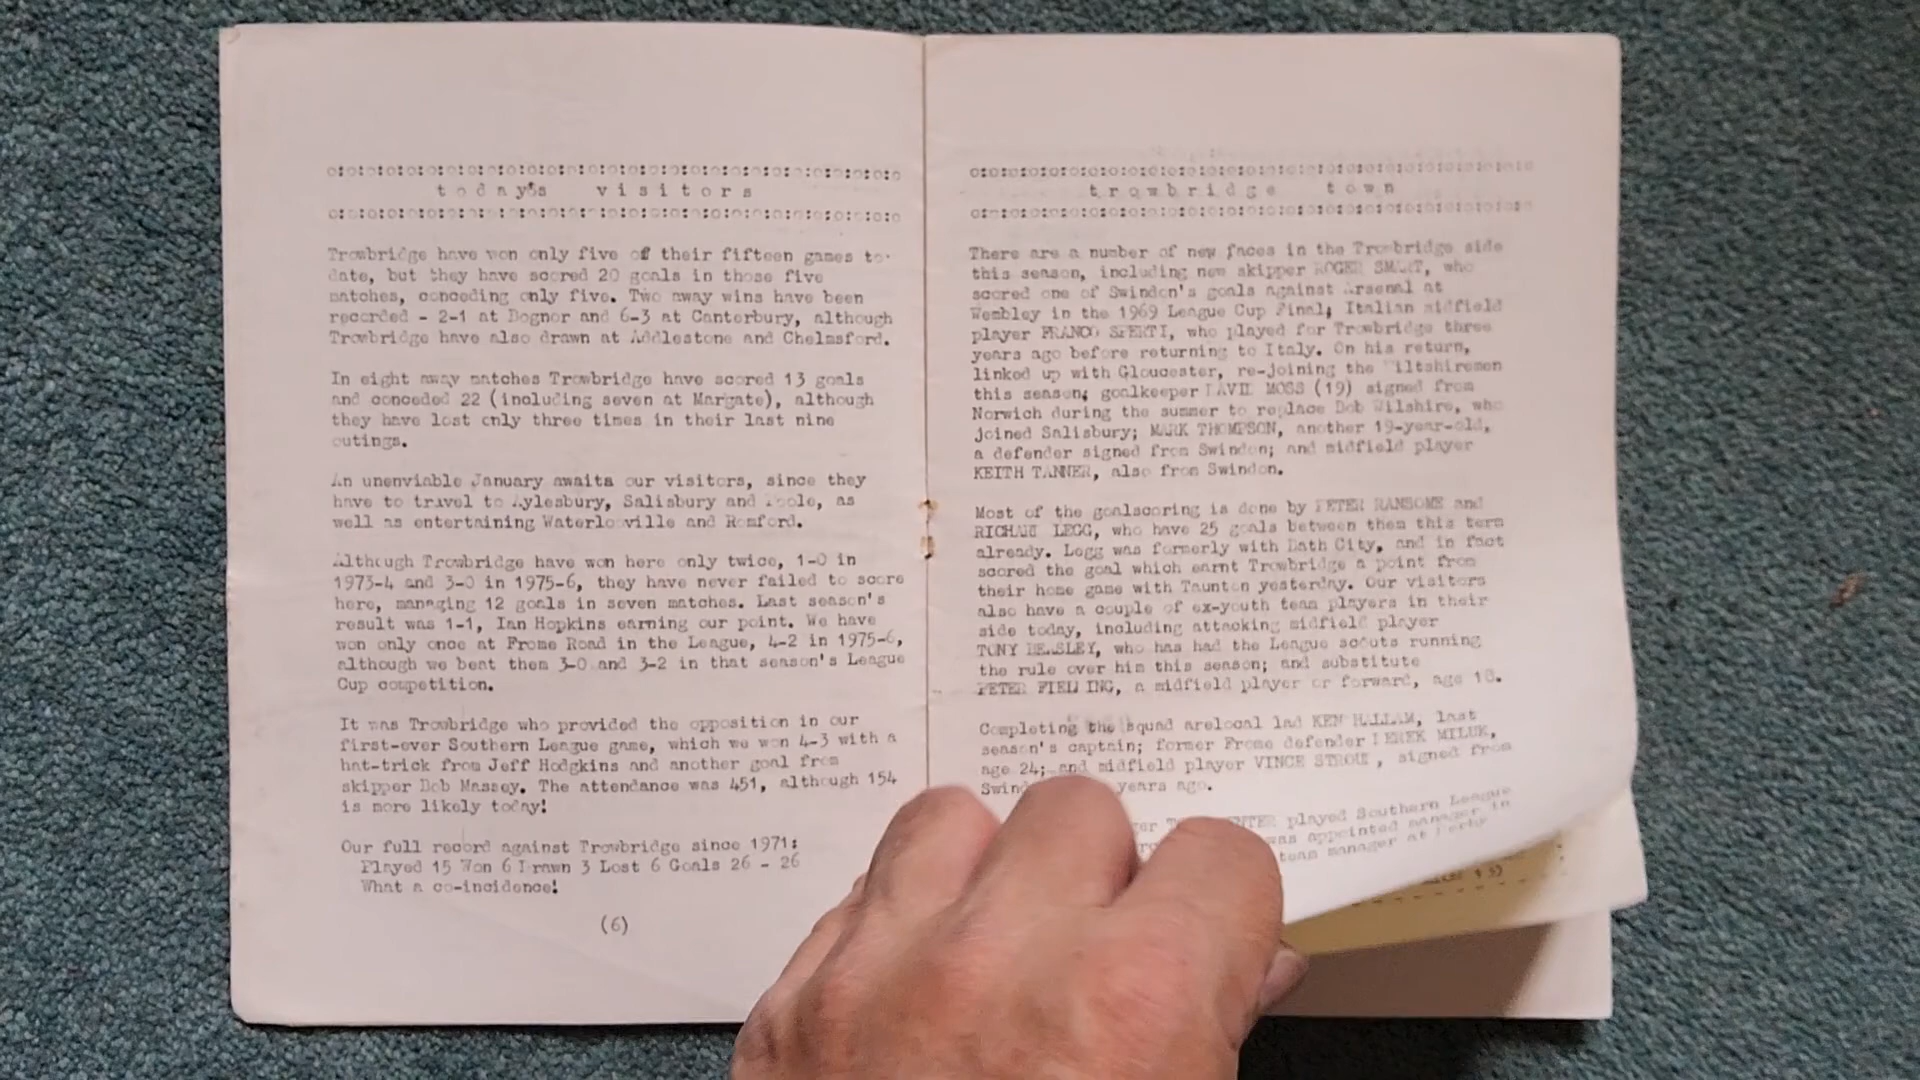 today's visitors
Trowbridge have won only five of their fifteen games to-
date, but they have scored 20 goals in those five
matches, conceding only five. Two away wins have been
recorded - 2-1 at Bognor and 6-3 at Canterbury, although
Trowbridge have also drawn at Addlestone and Chelmsford.
In eight away matches Trowbridge have scored 13 goals
and conceded 22 (including seven at Margate), although
they have lost only three times in their last nine
outings.
An unenviable January awaits our visitors, since they
have to travel to Aylesbury, Salisbury and Poole, as
well as entertaining Waterlooville and Romford.
Although Trowbridge have won here only twice, 1-0 in
1973-4 and 3-0 in 1975-6, they have never failed to score
here, managing 12 goals in seven matches. Last season's
result was 1-1, Ian Hopkins earning our point. We have
won only once at Frome Road in the League, 4-2 in 1975-6,
although we beat them 3-0 and 3-2 in that season's League
Cup competition.
It was Trowbridge who provided the opposition in our
first-ever Southern League game, which we won 4-3 with a
hat-trick from Jeff Hodgkins and another goal from
skipper Bob Massey. The attendance was 451, although 154
is more likely today!
Our full record against Trowbridge since 1971:
Played 15 Won 6 Drawn 3 Lost 6 Goals 26 - 26
What a co-incidence!
(6)
trowbridge town
There are a number of new faces in the Trowbridge side
this season, including new skipper ROGER SMART, who
scored one of Swindon's goals against Arsenal at
Wembley in the 1969 League Cup Final; Italian midfield
player FRANCO SPERTI, who played for Trowbridge three
years ago before returning to Italy. On his return,
linked up with Gloucester, re-joining the Wiltshiremen
this season; goalkeeper DAVID MOSS (19) signed from
Norwich during the summer to replace Bob Wilshire, who
joined Salisbury; MARK THOMPSON, another 19-year-old,
a defender signed from Swindon; and midfield player
KEITH TANNER, also from Swindon.
Most of the goalscoring is done by PETER RANSOME and
RICHARD LEGG, who have 25 goals between them this term
already. Legg was formerly with Bath City, and in fact
scored the goal which earnt Trowbridge a point from
their home game with Taunton yesterday. Our visitors
also have a couple of ex-youth team players in their
side today, including attacking midfield player
TONY BEASLEY, who has had the League scouts running
the rule over him this season; and substitute
PETER FIELDING, a midfield player or forward, age 18.
Completing the squad arelocal lad KEN HALLAM, last
season's captain; former Frome defender DEREK MILUK,
age 24; and midfield player VINCE STROUD, signed from
years ago.
played Southern League
was appointed manager in
team manager at Derby